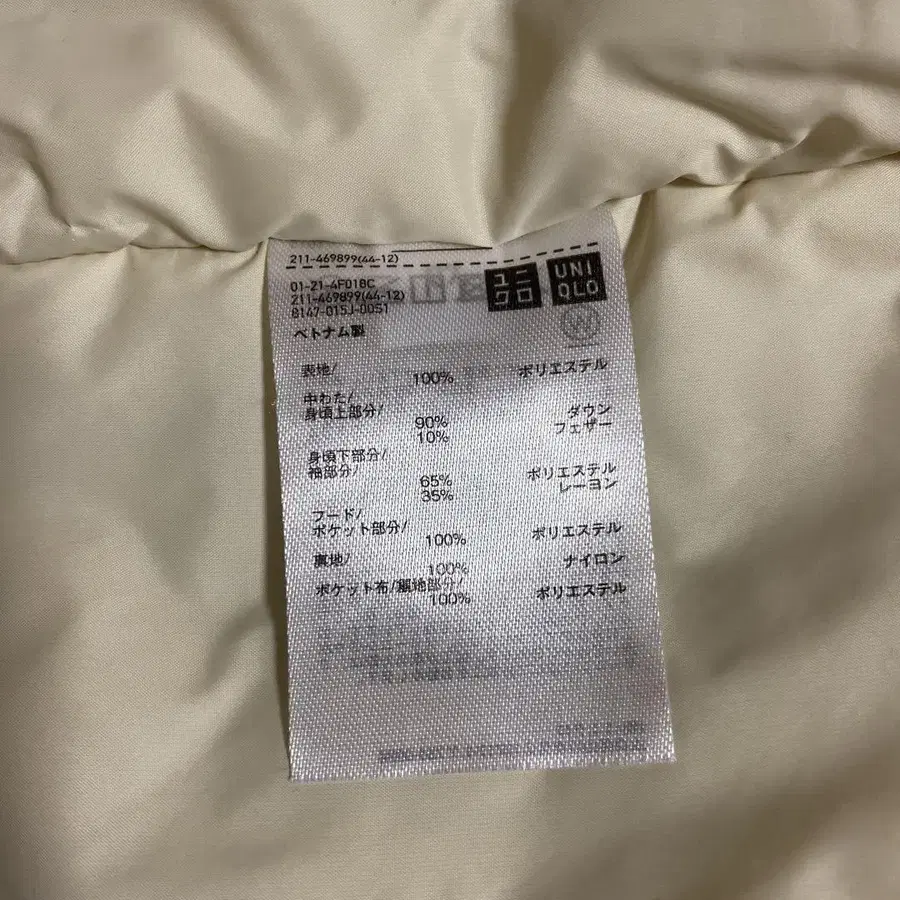 211-469899(44-12)
01-21-4F018C
211-469899(44-12)
8147-015J-0051
ベトナム製
ユニ
クロ
UNI
QLO
表地/
100% ポリエステル
中わた/
身頃上部分/
90% ダウン
10% フェザー
身頃下部分/
袖部分/
65% ポリエステル
35% レーヨン
フード/
ポケット部分/
100% ポリエステル
裏地/
100% ナイロン
ポケット布/裏地部分/
100% ポリエステル